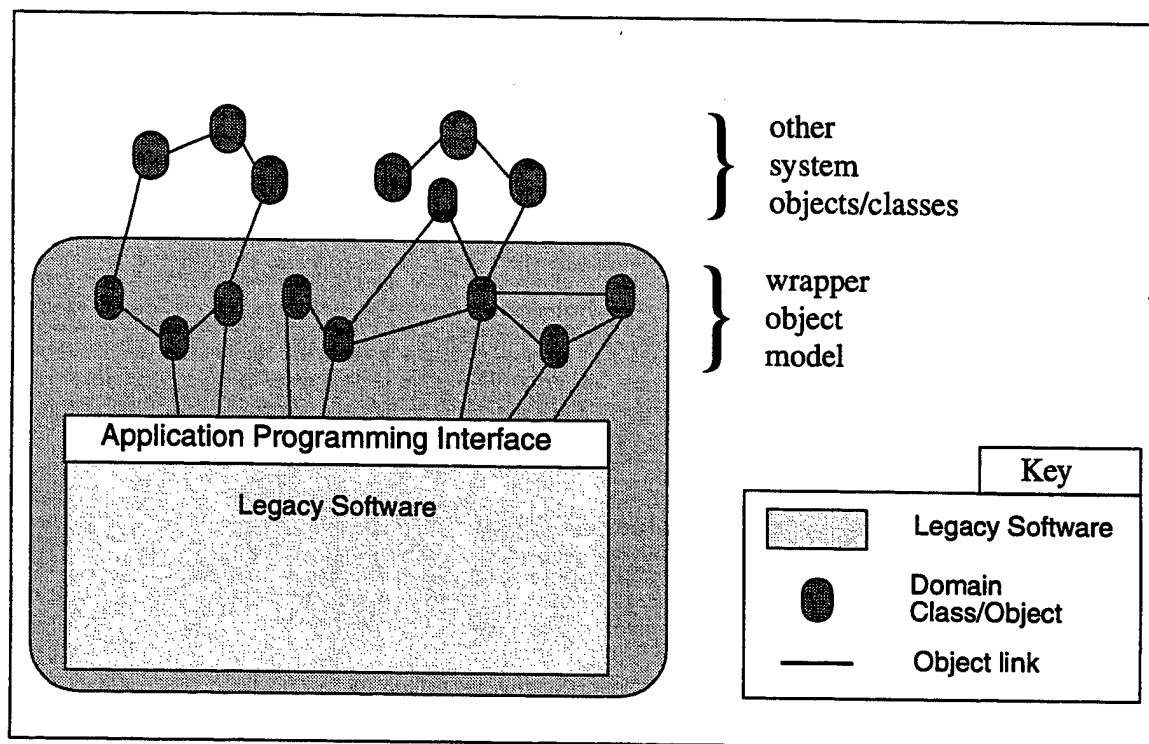 other
system
objects/classes
wrapper
object
model
Application Programming Interface
Legacy Software
Key
Legacy Software
Domain
Class/Object
Object link